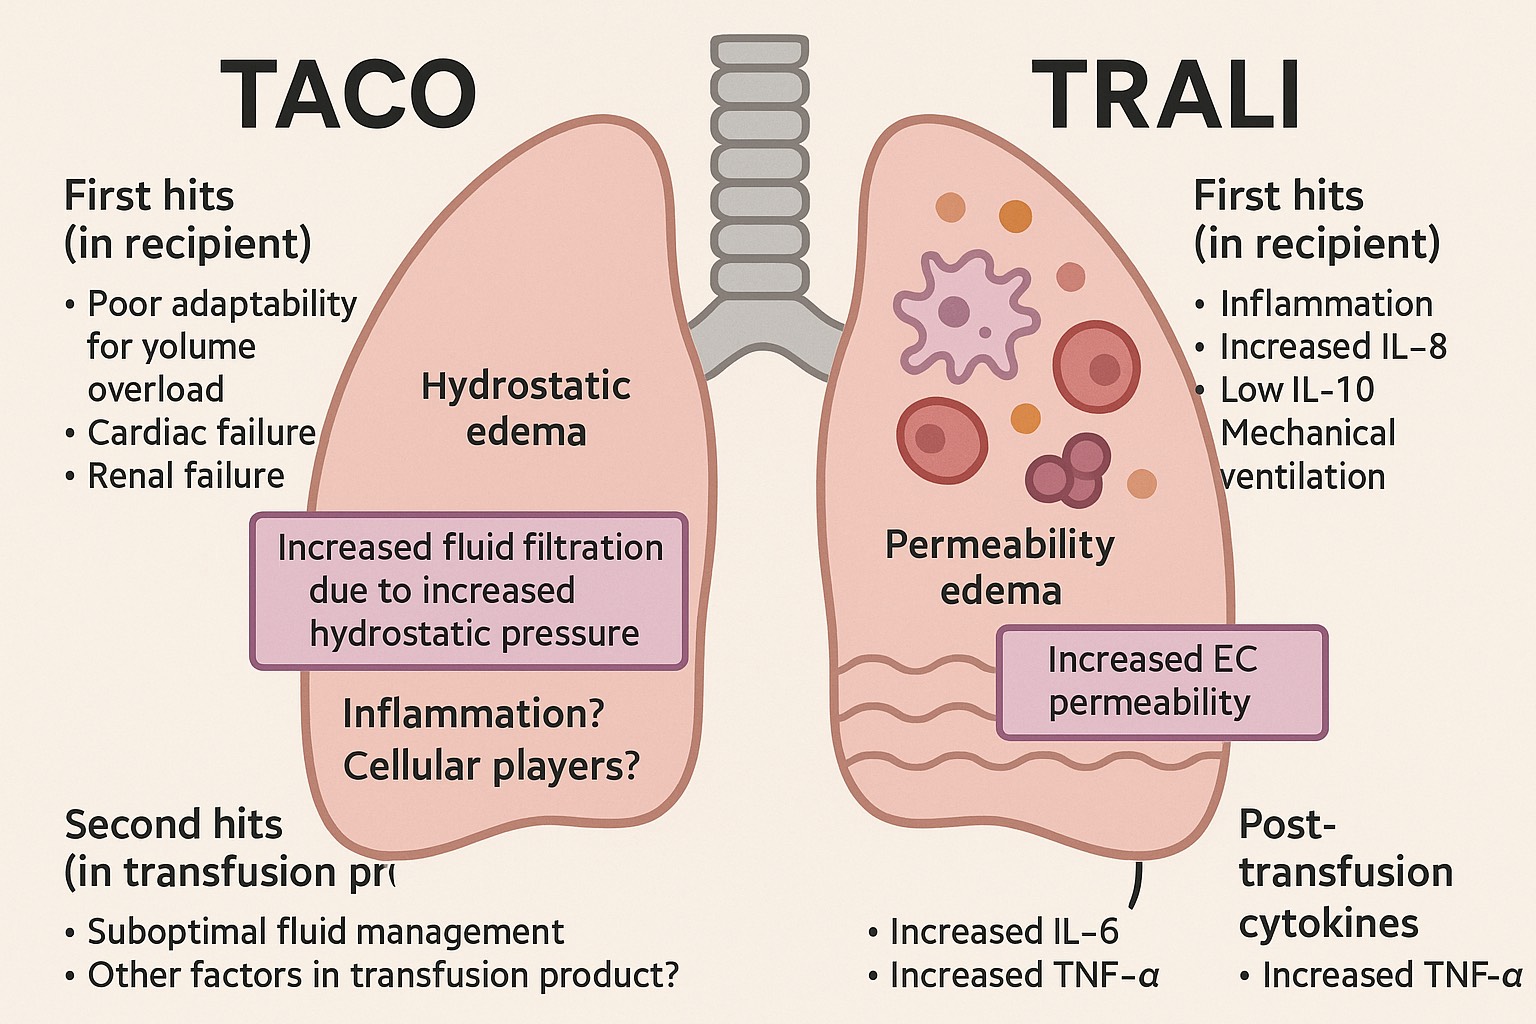 TACO
First hits
(in recipient)
• Poor adaptability
for yolume
overload
• Cardiac failure
• Renal failure
Hydrostatic
edema
Increased fluid filtration
due to increased
hydrostatic pressure
Inflammation?
Cellular players?
Second hits
(in transfusion pr
• Suboptimal fluid management
• Other factors in transfusion product?
TRALI
First hits
(in recipient)
• Inflammation
• Increased IL-8
• Low IL-10
Mechanical
ventilation
Permeability
edema
Increased EC
permeability
• Increased IL-6
• Increased TNF-α
Post-
transfusion
cytokines
• Increased TNF-α